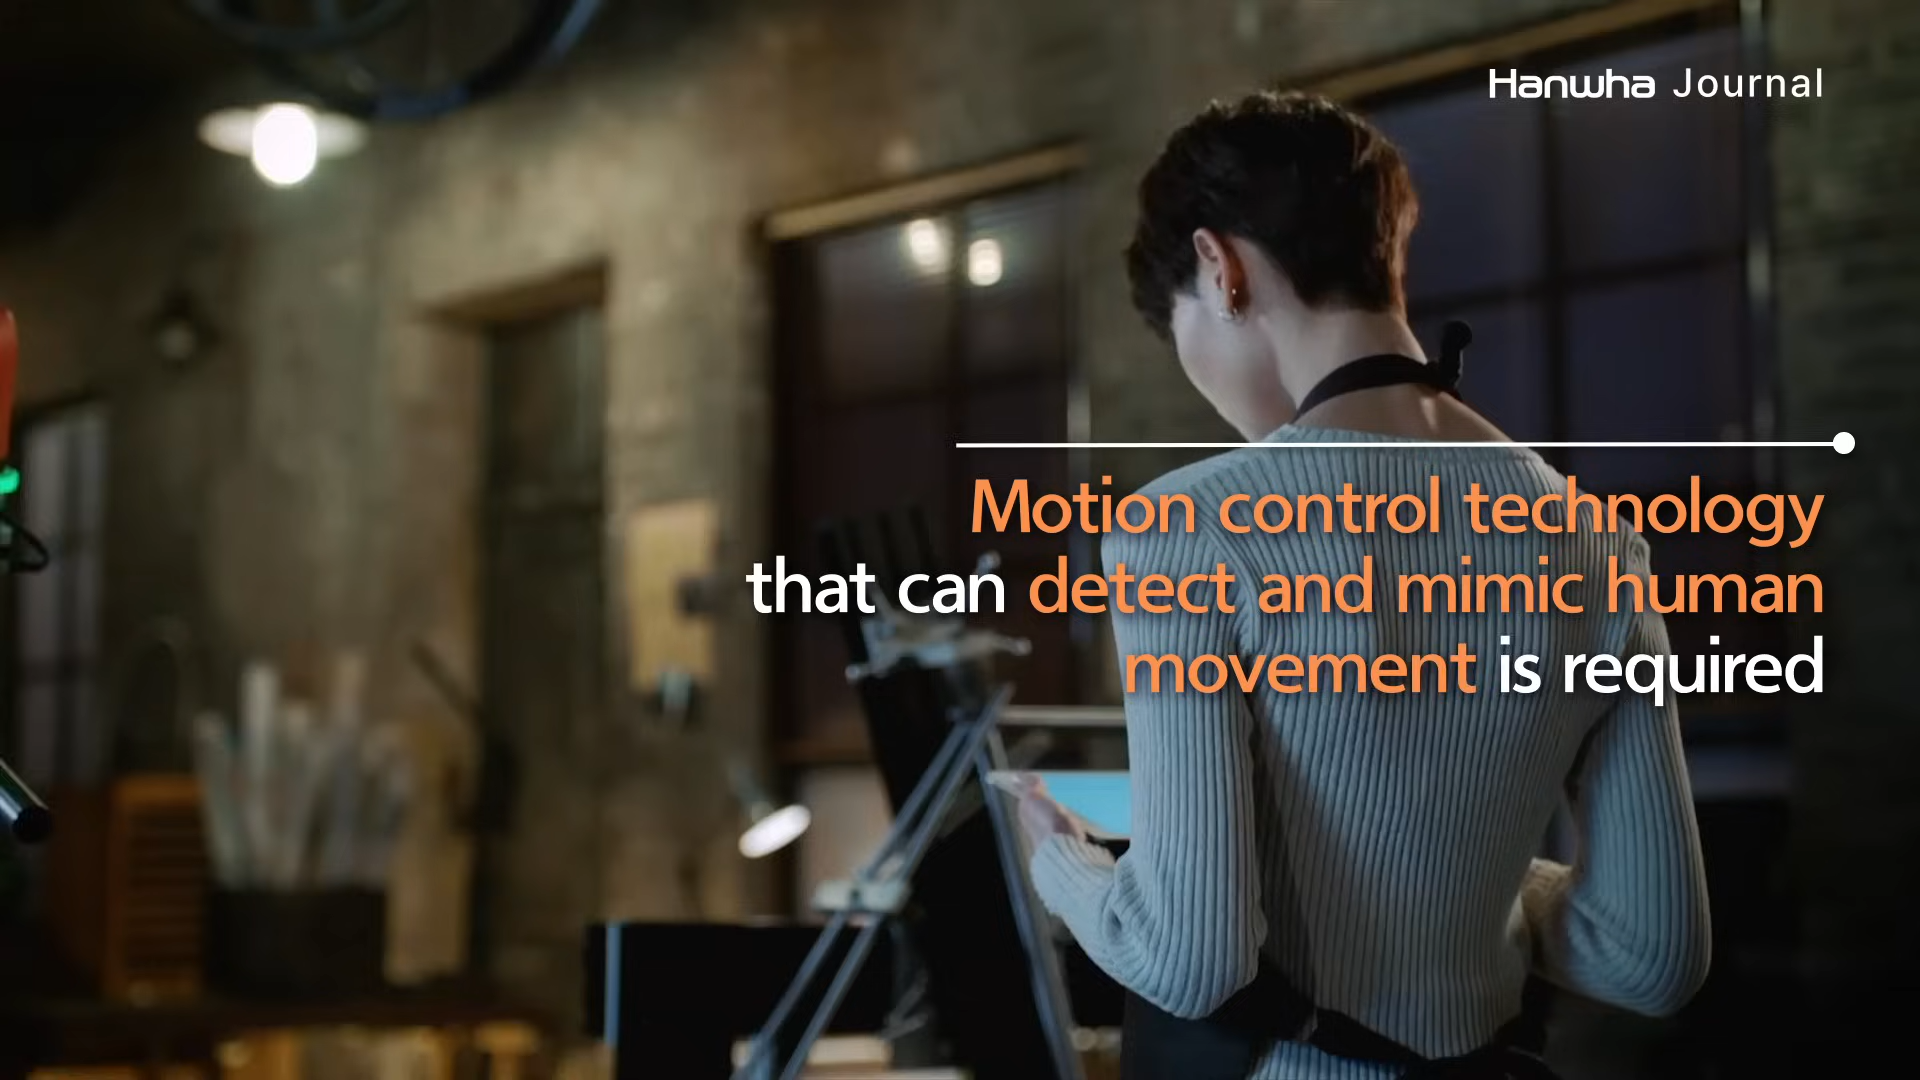 Hanwha Journal
Motion control technology
that can detect and mimic human
movement is required